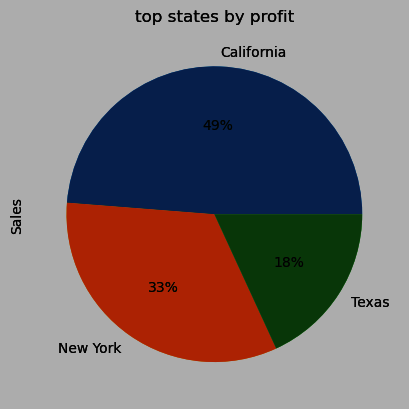 top states by profit
California
49%
Sales
18%
33%
Texas
New York